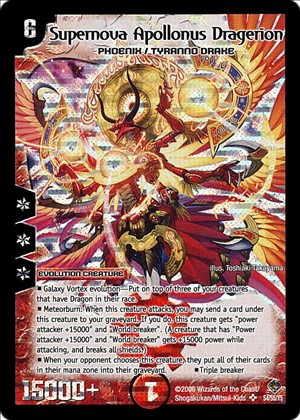 6
Supernova Apollonus Dragerion
PHOENIX / TYRANNO DRAKE
illus. Toshiaki Takayama
EVOLUTION CREATURE
■ Galaxy Vortex evolution—Put on top of three of your creatures
that have Dragon in their race.
■ Meteorburn: When this creature attacks, you may send a card under
this creature to your graveyard. If you do, this creature gets "power
attacker +15000" and "World breaker". (A creature that has "Power
attacker +15000" and "World breaker" gets +15000 power while
attacking, and breaks all shields.)
■ When your opponent chooses this creature, they put all of their cards
in their mana zone into their graveyard.
■ Triple breaker
15000+
1
©2006 Wizards of the Coast/
Shogakukan/Mitsui-Kids